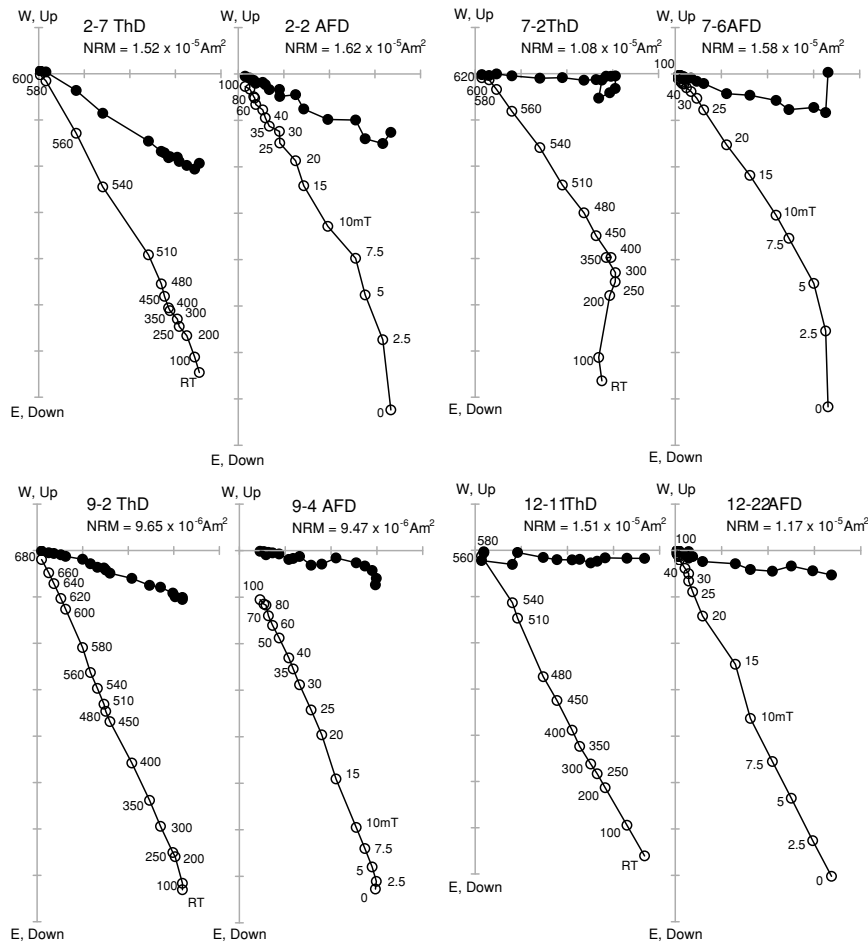 W, Up
2-7 ThD
NRM = 1.52 x 10⁻⁵Am²
600
580
560
540
510
480
450
400
300
350
250
200
100
RT
E, Down
2-2 AFD
NRM = 1.62 x 10⁻⁵Am²
100
80
60
40
35
30
25
20
15
10mT
7.5
5
2.5
0
E, Down
W, Up
7-2ThD
NRM = 1.08 x 10⁻⁵Am²
620
600
580
560
540
510
480
450
400
350
300
250
200
100
RT
E, Down
7-6AFD
NRM = 1.58 x 10⁻⁵Am²
100
40
30
25
20
15
10mT
7.5
5
2.5
0
E, Down
W, Up
9-2 ThD
NRM = 9.65 x 10⁻⁶Am²
680
660
640
620
600
580
560
540
510
480
450
400
350
300
250
200
100
RT
E, Down
9-4 AFD
NRM = 9.47 x 10⁻⁶Am²
100
80
70
60
50
40
35
30
25
20
15
10mT
7.5
5
2.5
0
E, Down
W, Up
12-11ThD
NRM = 1.51 x 10⁻⁵Am²
580
560
540
510
480
450
400
350
300
250
200
100
RT
E, Down
12-22AFD
NRM = 1.17 x 10⁻⁵Am²
100
40
30
25
20
15
10mT
7.5
5
2.5
0
E, Down